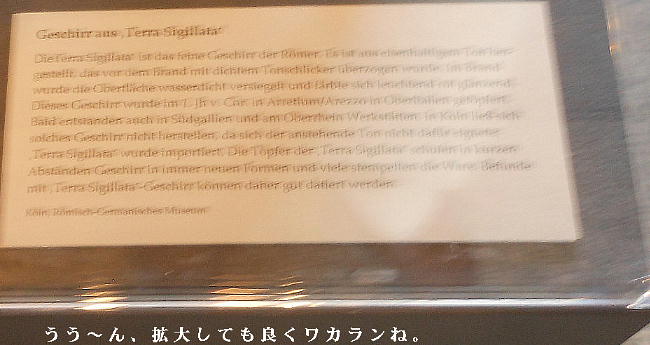 Geschirr aus „Terra Sigillata“
Die Terra Sigillata“ ist das feine Geschirr der Römer. Es ist aus eisenhaltigem Ton her-
gestellt, das vor dem Brand mit dichtem Tonschlicker überzogen wurde. Im Brand
wurde die Oberfläche wasserdicht versiegelt und färbte sich leuchtend rot glänzend.
Dieses Geschirr wurde im 1. Jh v. Chr. in Arretium/Arezzo in Oberitalien getöpfert.
Bald entstanden auch in Südgallien und am Oberrhein Werkstätten. In Köln ließ sich
solches Geschirr nicht herstellen, da sich der anstehende Ton nicht dafür eignete.
„Terra Sigillata“ wurde importiert. Die Töpfer der „Terra Sigillata“ schufen in kurzen
Abständen Geschirr in immer neuen Formen und viele stempelten die Ware. Befunde
mit „Terra Sigillata“-Geschirr können daher gut datiert werden.
Köln, Römisch-Germanisches Museum
うう～ん、拡大しても良くワカランね。